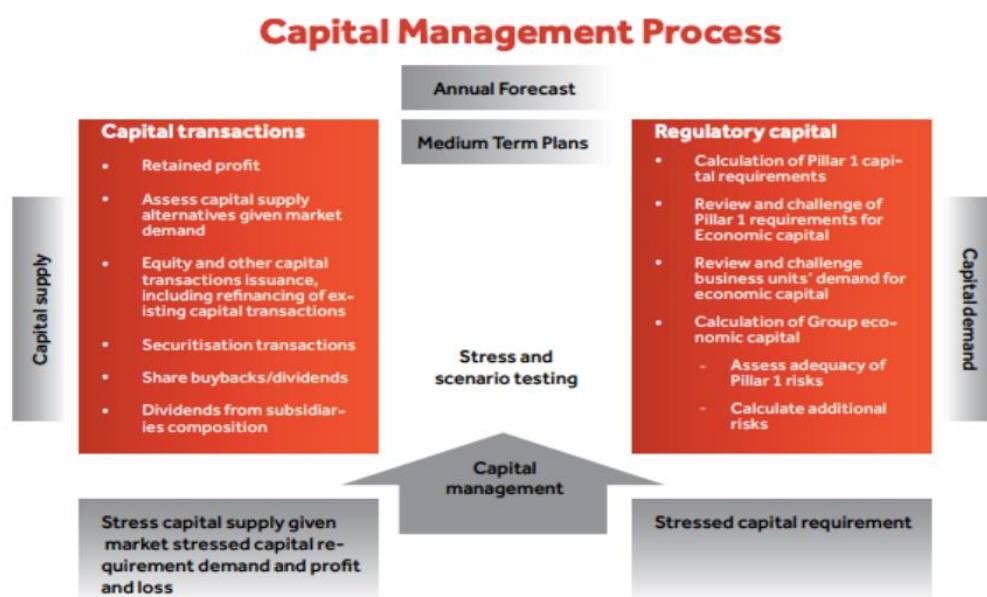 Capital Management Process
Annual Forecast
Medium Term Plans
Capital supply
Capital transactions
• Retained profit
• Assess capital supply
alternatives given market
demand
• Equity and other capital
transactions issuance,
including refinancing of ex-
isting capital transactions
• Securitisation transactions
• Share buybacks/dividends
• Dividends from subsidiar-
ies composition
Stress and
scenario testing
Capital
management
Regulatory capital
• Calculation of Pillar 1 capi-
tal requirements
• Review and challenge of
Pillar 1 requirements for
Economic capital
• Review and challenge
business units' demand for
economic capital
• Calculation of Group eco-
nomic capital
- Assess adequacy of
Pillar 1 risks
- Calculate additional
risks
Capital demand
Stress capital supply given
market stressed capital re-
quirement demand and profit
and loss
Stressed capital requirement